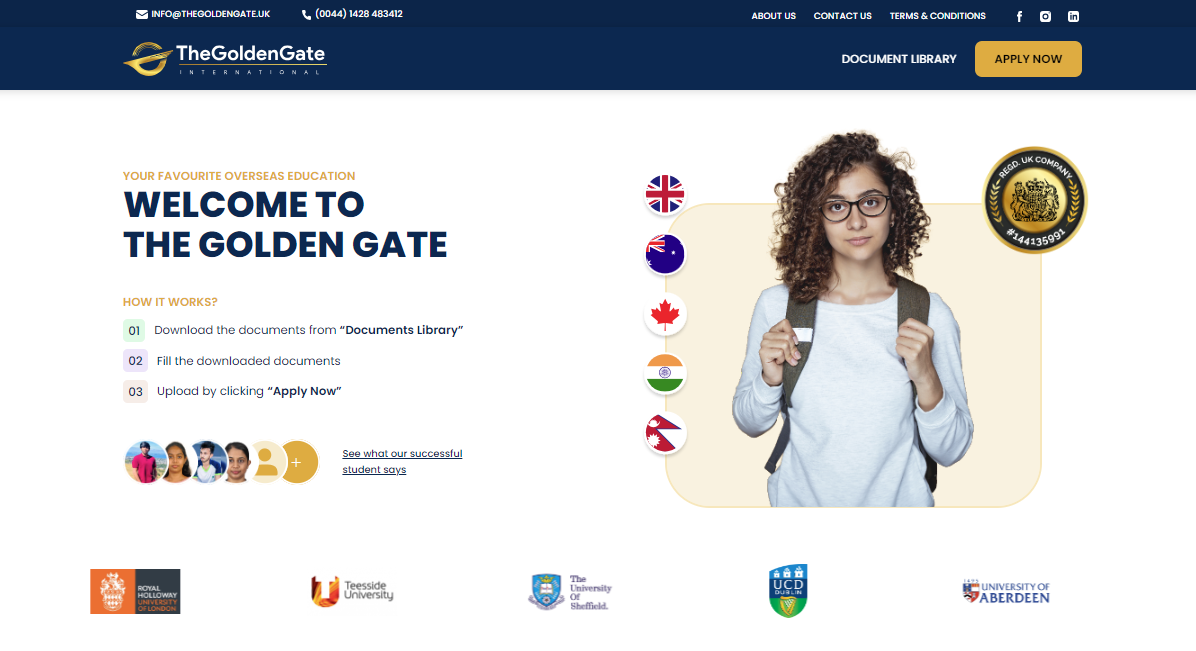 INFO@THEGOLDENGATE.UK
(0044) 1428 483412
ABOUT US
CONTACT US
TERMS & CONDITIONS
TheGoldenGate
INTERNATIONAL
DOCUMENT LIBRARY
APPLY NOW
YOUR FAVOURITE OVERSEAS EDUCATION
WELCOME TO
THE GOLDEN GATE
HOW IT WORKS?
01 Download the documents from “Documents Library”
02 Fill the downloaded documents
03 Upload by clicking “Apply Now”
See what our successful
student says
REGD. UK COMPANY
#144135991
ROYAL
HOLLOWAY
UNIVERSITY
OF LONDON
Teesside
University
The
University
Of
Sheffield.
UCD
DUBLIN
1495
UNIVERSITY OF
ABERDEEN